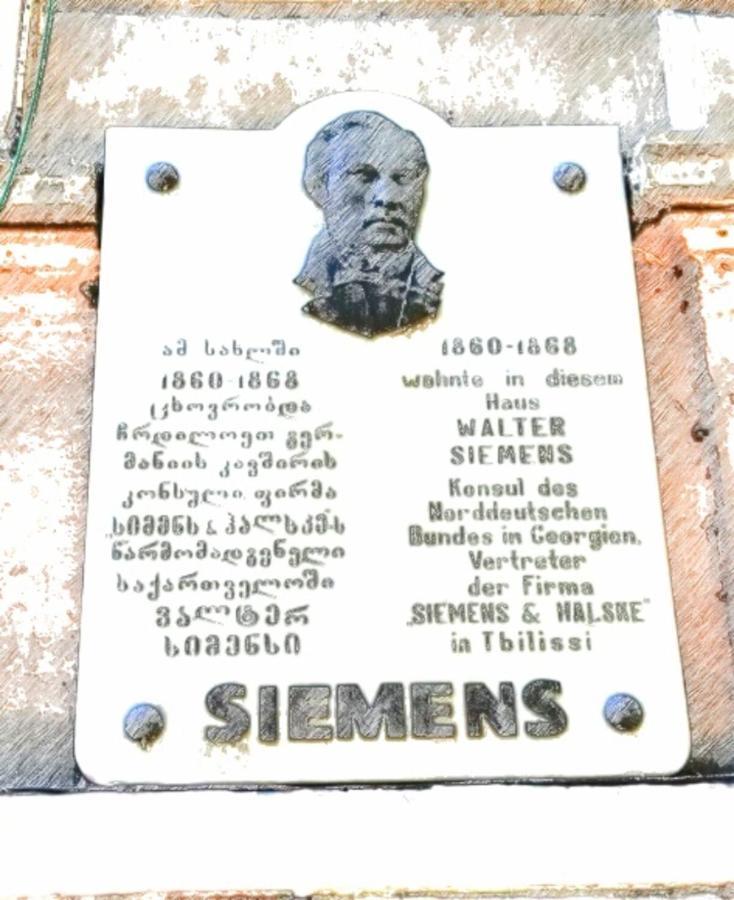 ამ სახლში
1860-1868
ცხოვრობდა
ჩრდილოეთ გერ-
მანიის კავშირის
კონსული, ფირმა
„სიმენს & ჰალსკე“-ს
წარმომადგენელი
საქართველოში
ვალტერ
სიმენსი
1860-1868
wohnte in diesem
Haus
WALTER
SIEMENS
Konsul des
Norddeutschen
Bundes in Georgien,
Vertreter
der Firma
„SIEMENS & HALSKE“
in Tbilissi
SIEMENS